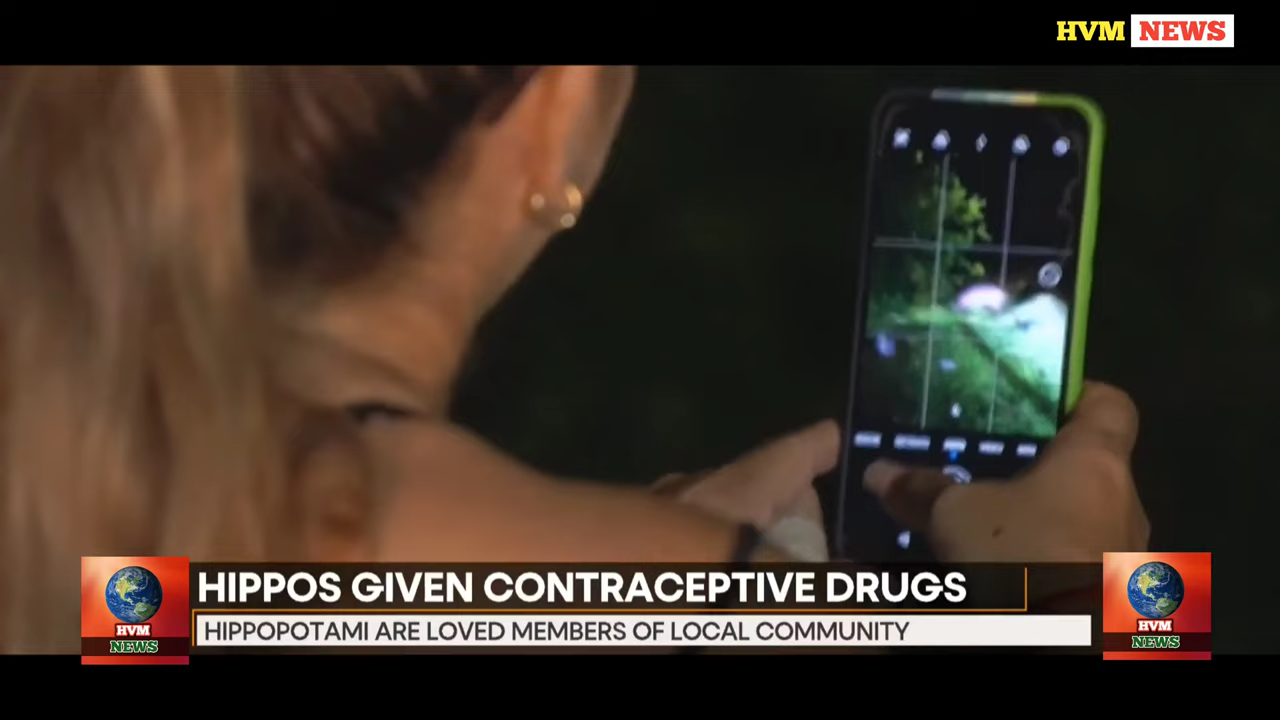 HVM NEWS
HIPPOS GIVEN CONTRACEPTIVE DRUGS
HIPPOPOTAMI ARE LOVED MEMBERS OF LOCAL COMMUNITY
HVM
NEWS
HVM
NEWS